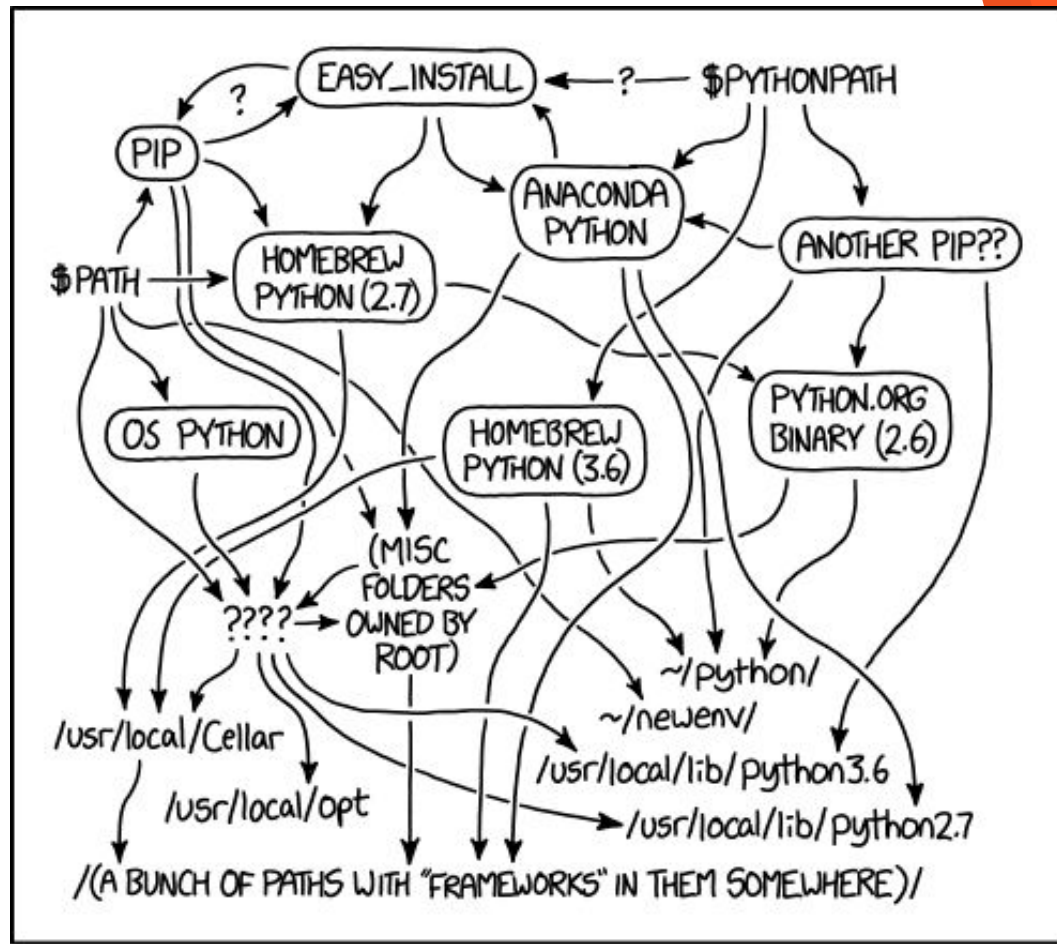 EASY_INSTALL
?
$PYTHONPATH
?
PIP
ANACONDA
PYTHON
ANOTHER PIP??
$PATH
HOMEBREW
PYTHON (2.7)
OS PYTHON
HOMEBREW
PYTHON (3.6)
PYTHON.ORG
BINARY (2.6)
(MISC
FOLDERS
OWNED BY
ROOT)
????
~/python/
~/newenv/
/usr/local/Cellar
/usr/local/lib/python3.6
/usr/local/opt
/usr/local/lib/python2.7
/(A BUNCH OF PATHS WITH "FRAMEWORKS" IN THEM SOMEWHERE)/